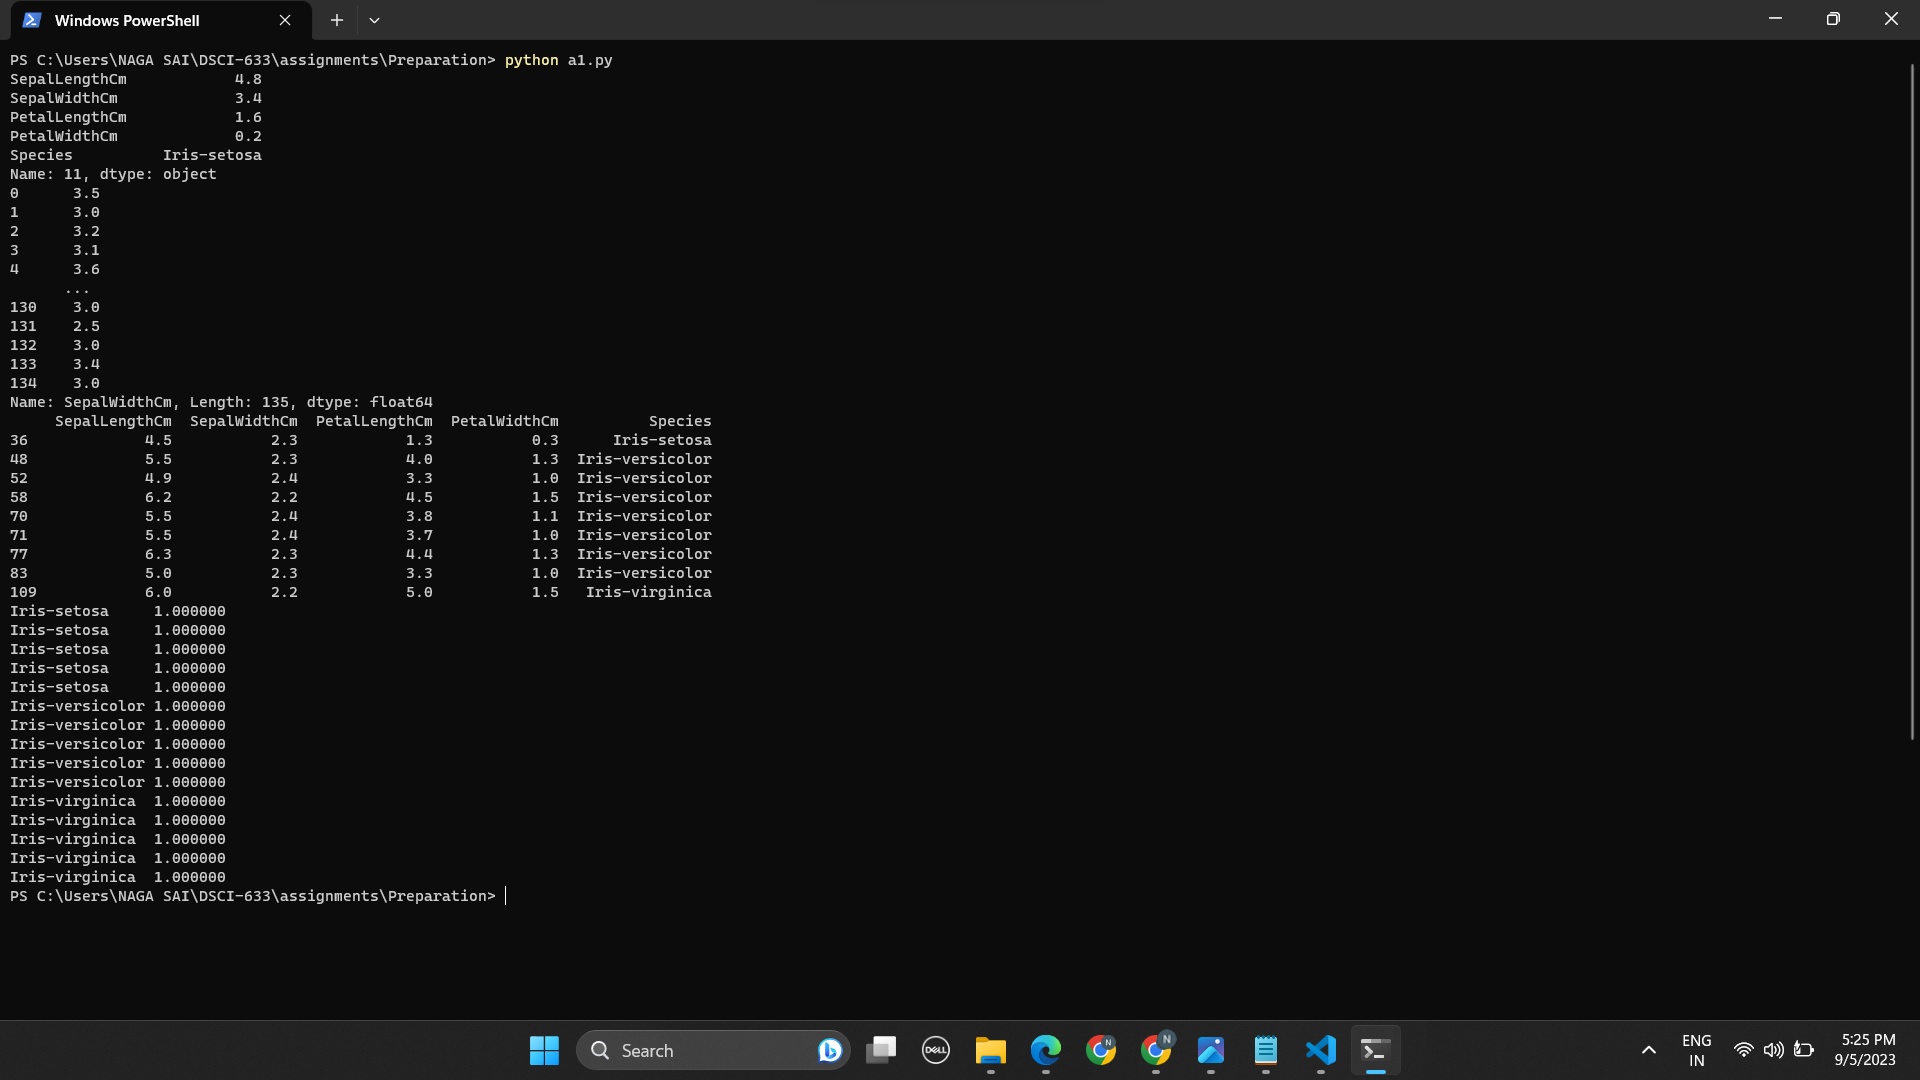 Windows PowerShell
PS C:\Users\NAGA SAI\DSCI-633\assignments\Preparation> python a1.py
SepalLengthCm            4.8
SepalWidthCm             3.4
PetalLengthCm            1.6
PetalWidthCm             0.2
Species          Iris-setosa
Name: 11, dtype: object
0      3.5
1      3.0
2      3.2
3      3.1
4      3.6
      ...
130    3.0
131    2.5
132    3.0
133    3.4
134    3.0
Name: SepalWidthCm, Length: 135, dtype: float64
     SepalLengthCm  SepalWidthCm  PetalLengthCm  PetalWidthCm          Species
36             4.5           2.3            1.3           0.3      Iris-setosa
48             5.5           2.3            4.0           1.3  Iris-versicolor
52             4.9           2.4            3.3           1.0  Iris-versicolor
58             6.2           2.2            4.5           1.5  Iris-versicolor
70             5.5           2.4            3.8           1.1  Iris-versicolor
71             5.5           2.4            3.7           1.0  Iris-versicolor
77             6.3           2.3            4.4           1.3  Iris-versicolor
83             5.0           2.3            3.3           1.0  Iris-versicolor
109            6.0           2.2            5.0           1.5   Iris-virginica
Iris-setosa     1.000000
Iris-setosa     1.000000
Iris-setosa     1.000000
Iris-setosa     1.000000
Iris-setosa     1.000000
Iris-versicolor 1.000000
Iris-versicolor 1.000000
Iris-versicolor 1.000000
Iris-versicolor 1.000000
Iris-versicolor 1.000000
Iris-virginica  1.000000
Iris-virginica  1.000000
Iris-virginica  1.000000
Iris-virginica  1.000000
Iris-virginica  1.000000
PS C:\Users\NAGA SAI\DSCI-633\assignments\Preparation>
Search
DELL
N
N
ENG
IN
5:25 PM
9/5/2023